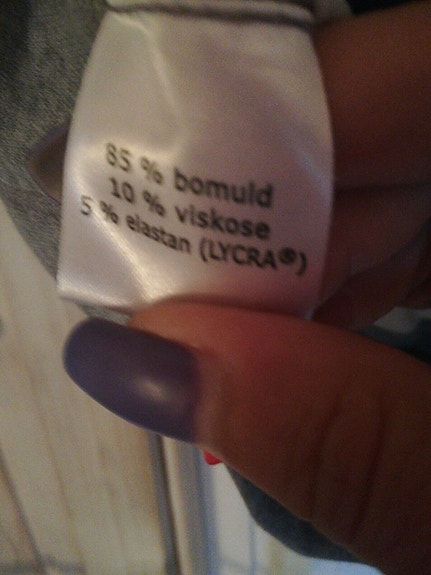 85 % bomuld
10 % viskose
5 % elastan (LYCRA®)